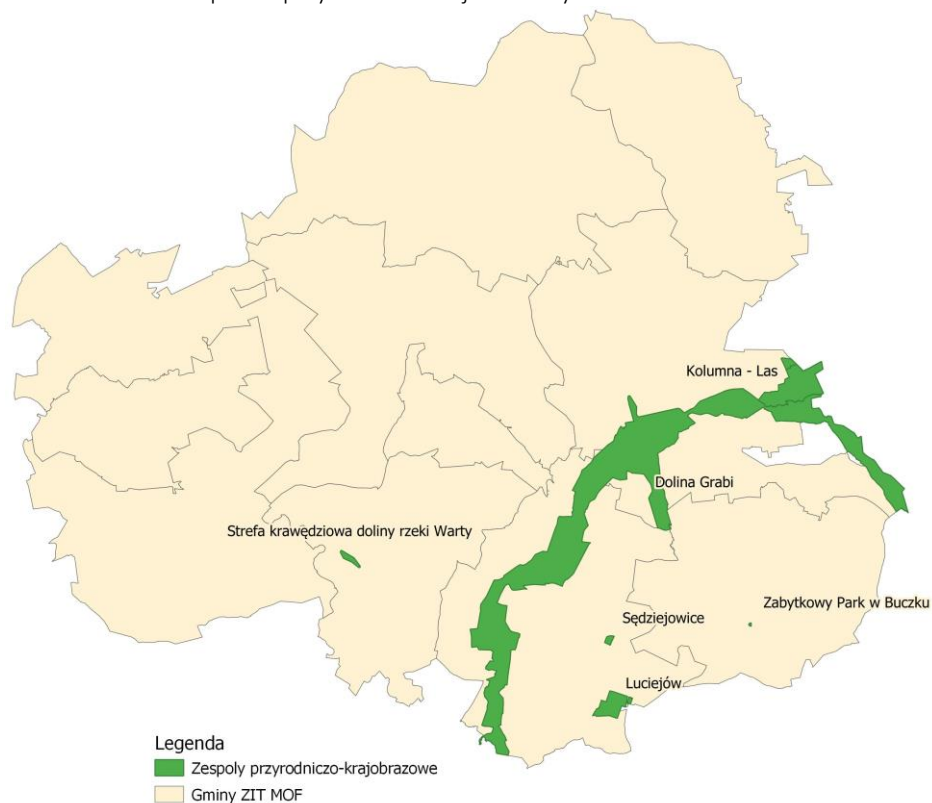 Kolumna - Las
Dolina Grabi
Strefa krawędziowa doliny rzeki Warty
Zabytkowy Park w Buczku
Sędziejowice
Luciejów
Legenda
Zespoly przyrodniczo-krajobrazowe
Gminy ZIT MOF